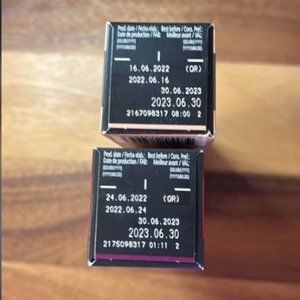 Prod. date / Fecha elab.: Best before / Cons. Pref.:
Date de production / FAB: Meilleur avant / VAL:
16.06.2022 (QR)
2022.06.16
30.06.2023
2023.06.30
2167098317 08:00 2
Prod. date / Fecha elab.: Best before / Cons. Pref.:
Date de production / FAB: Meilleur avant / VAL:
24.06.2022 (QR)
2022.06.24
30.06.2023
2023.06.30
2175098317 01:11 2